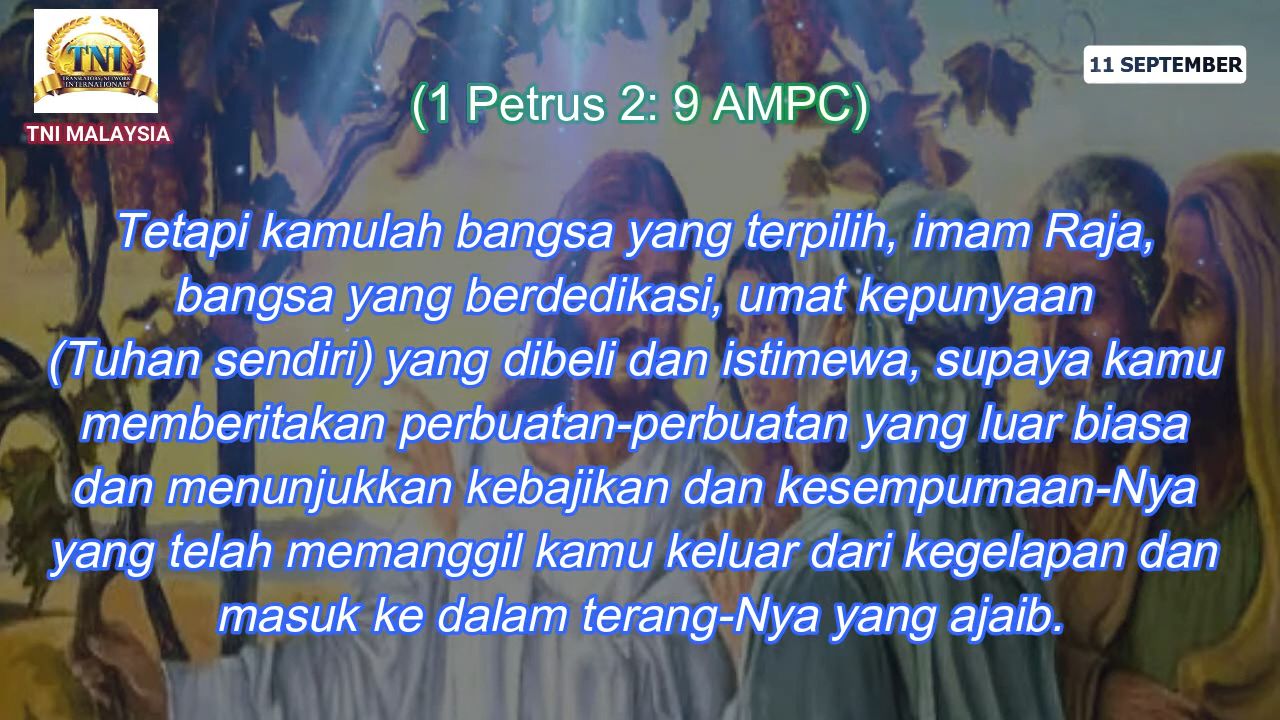 TNI
TRANSLATORS NETWORK
INTERNATIONAL
TNI MALAYSIA
11 SEPTEMBER
(1 Petrus 2: 9 AMPC)
Tetapi kamulah bangsa yang terpilih, imam Raja,
bangsa yang berdedikasi, umat kepunyaan
(Tuhan sendiri) yang dibeli dan istimewa, supaya kamu
memberitakan perbuatan-perbuatan yang luar biasa
dan menunjukkan kebajikan dan kesempurnaan-Nya
yang telah memanggil kamu keluar dari kegelapan dan
masuk ke dalam terang-Nya yang ajaib.